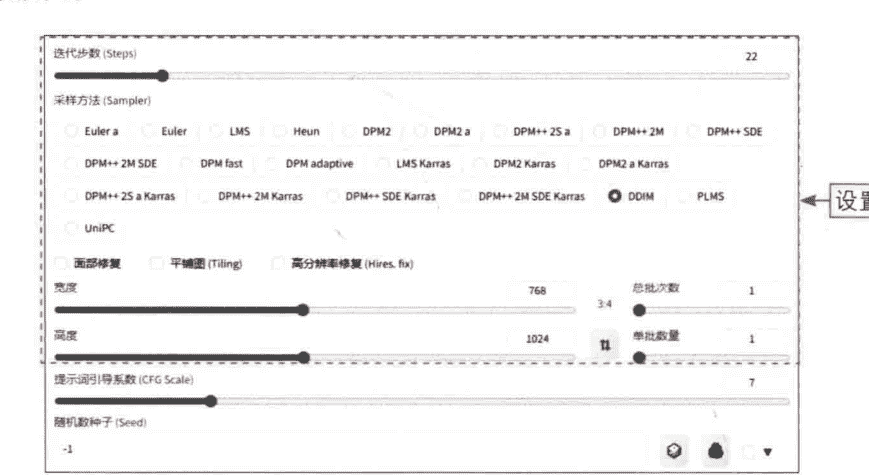 迭代步数 (Steps)
22
采样方法 (Sampler)
Euler a Euler LMS Heun DPM2 DPM2 a DPM++ 2S a DPM++ 2M DPM++ SDE
DPM++ 2M SDE DPM fast DPM adaptive LMS Karras DPM2 Karras DPM2 a Karras
DPM++ 2S a Karras DPM++ 2M Karras DPM++ SDE Karras DPM++ 2M SDE Karras DDIM PLMS
UniPC
设置
面部修复 平铺图 (Tiling) 高分辨率修复 (Hires. fix)
宽度 768 总批次数 1
3:4
高度 1024 单批数量 1
提示词引导系数 (CFG Scale) 7
随机数种子 (Seed)
-1